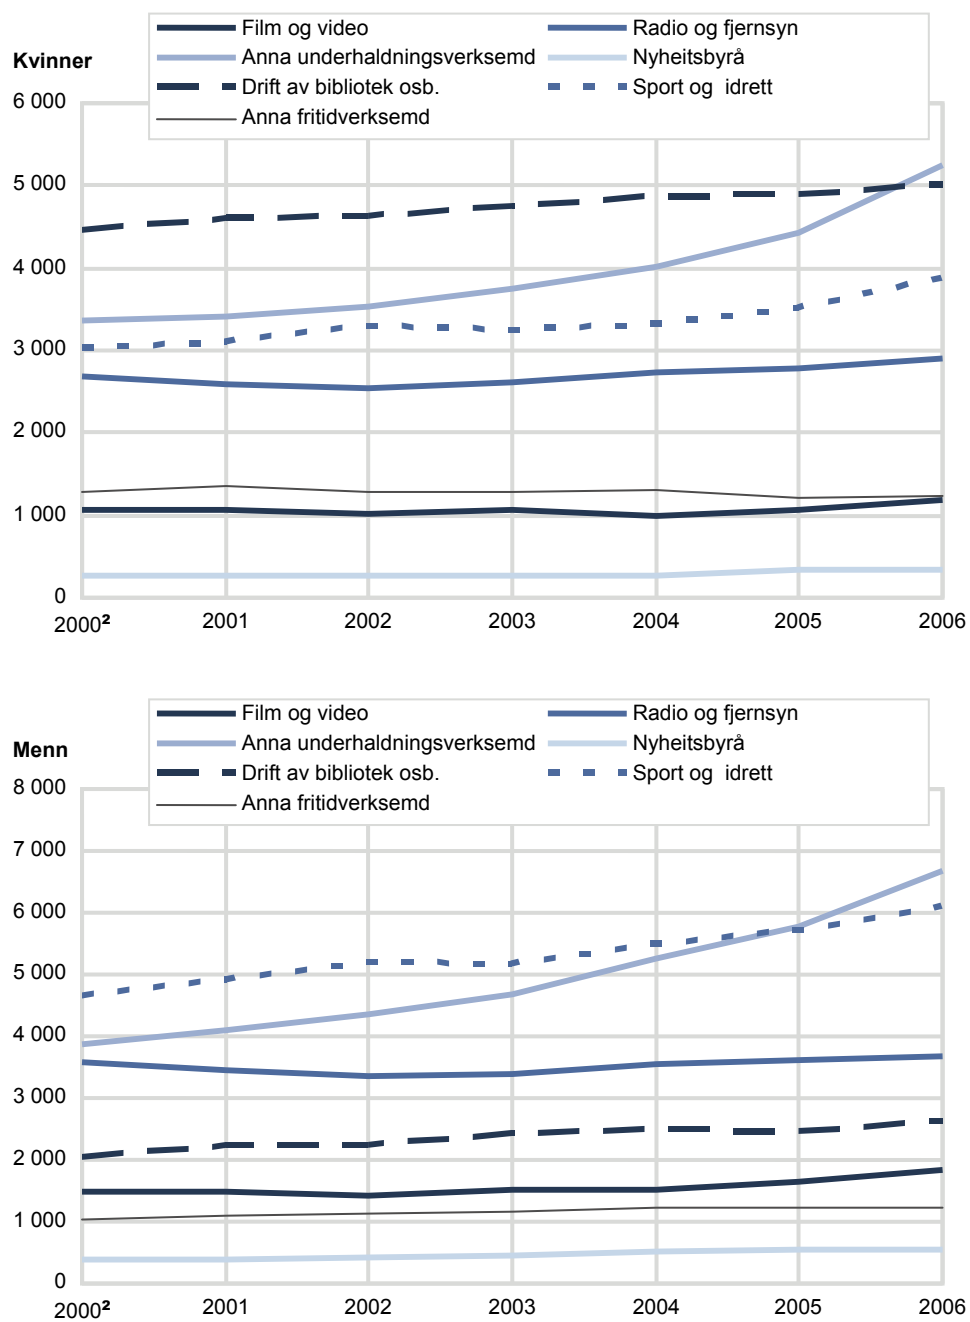 Film og video Radio og fjernsyn
Kvinner Anna underhaldningsverksemd Nyheitsbyrå
Drift av bibliotek osb. Sport og idrett
6 000
Anna fritidverksemd
5 000
4 000
3 000
2 000
1 000
0
2000² 2001 2002 2003 2004 2005 2006
Film og video Radio og fjernsyn
Menn Anna underhaldningsverksemd Nyheitsbyrå
Drift av bibliotek osb. Sport og idrett
8 000
Anna fritidverksemd
7 000
6 000
5 000
4 000
3 000
2 000
1 000
0
2000² 2001 2002 2003 2004 2005 2006